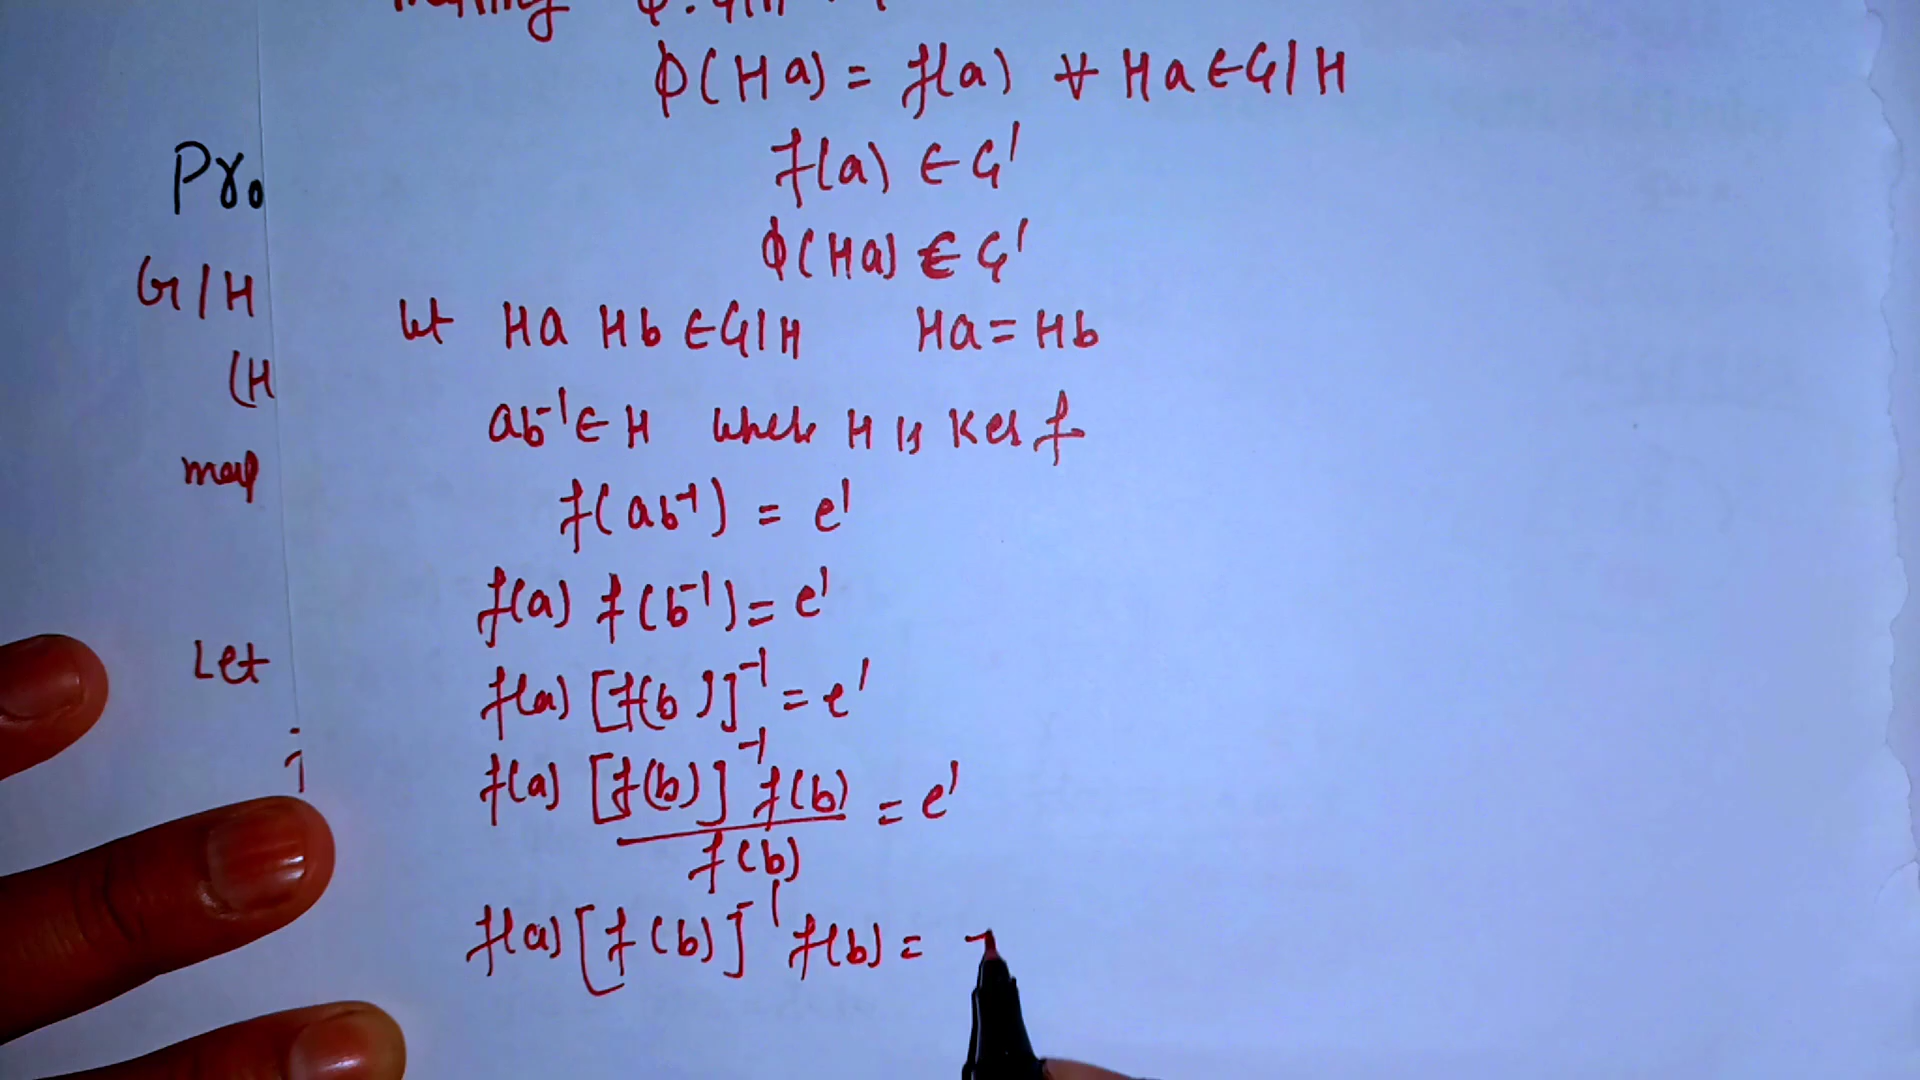 φ(Ha) = f(a) ∀ Ha ∈ G/H
f(a) ∈ G'
Pro
φ(Ha) ∈ G'
G/H
let Ha Hb ∈ G/H Ha = Hb
(H
ab⁻¹ ∈ H where H is Ker f
map
f(ab⁻¹) = e'
f(a) f(b⁻¹) = e'
Let
f(a) [f(b)]⁻¹ = e'
f(a) [f(b)]⁻¹ f(b) / f(b) = e'
f(a) [f(b)]⁻¹ f(b) =